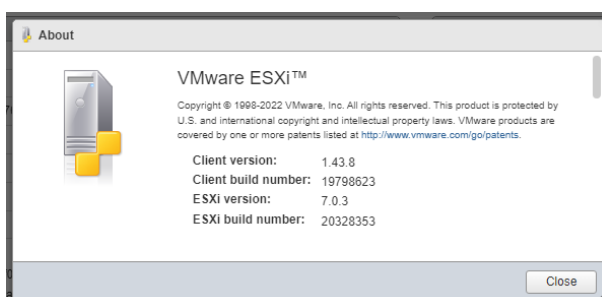 About
VMware ESXi™
Copyright © 1998-2022 VMware, Inc. All rights reserved. This product is protected by
U.S. and international copyright and intellectual property laws. VMware products are
covered by one or more patents listed at http://www.vmware.com/go/patents.
Client version: 1.43.8
Client build number: 19798623
ESXi version: 7.0.3
ESXi build number: 20328353
Close